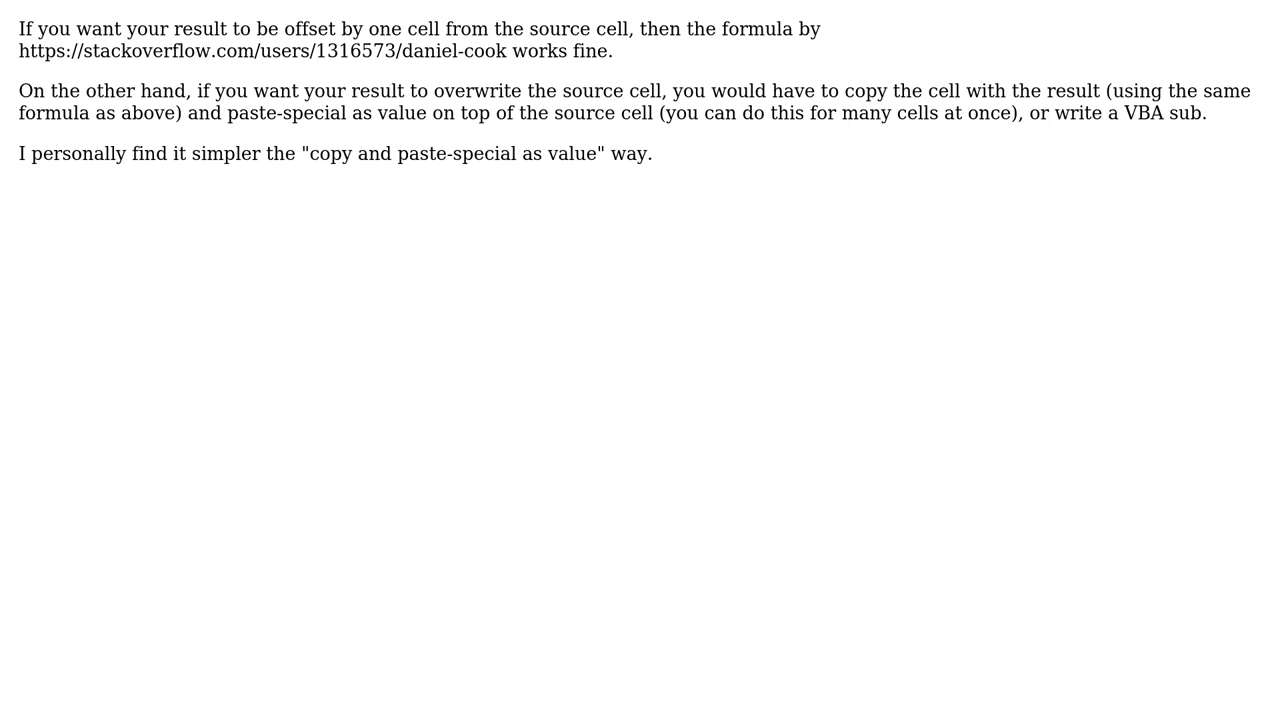 If you want your result to be offset by one cell from the source cell, then the formula by
https://stackoverflow.com/users/1316573/daniel-cook works fine.
On the other hand, if you want your result to overwrite the source cell, you would have to copy the cell with the result (using the same
formula as above) and paste-special as value on top of the source cell (you can do this for many cells at once), or write a VBA sub.
I personally find it simpler the "copy and paste-special as value" way.